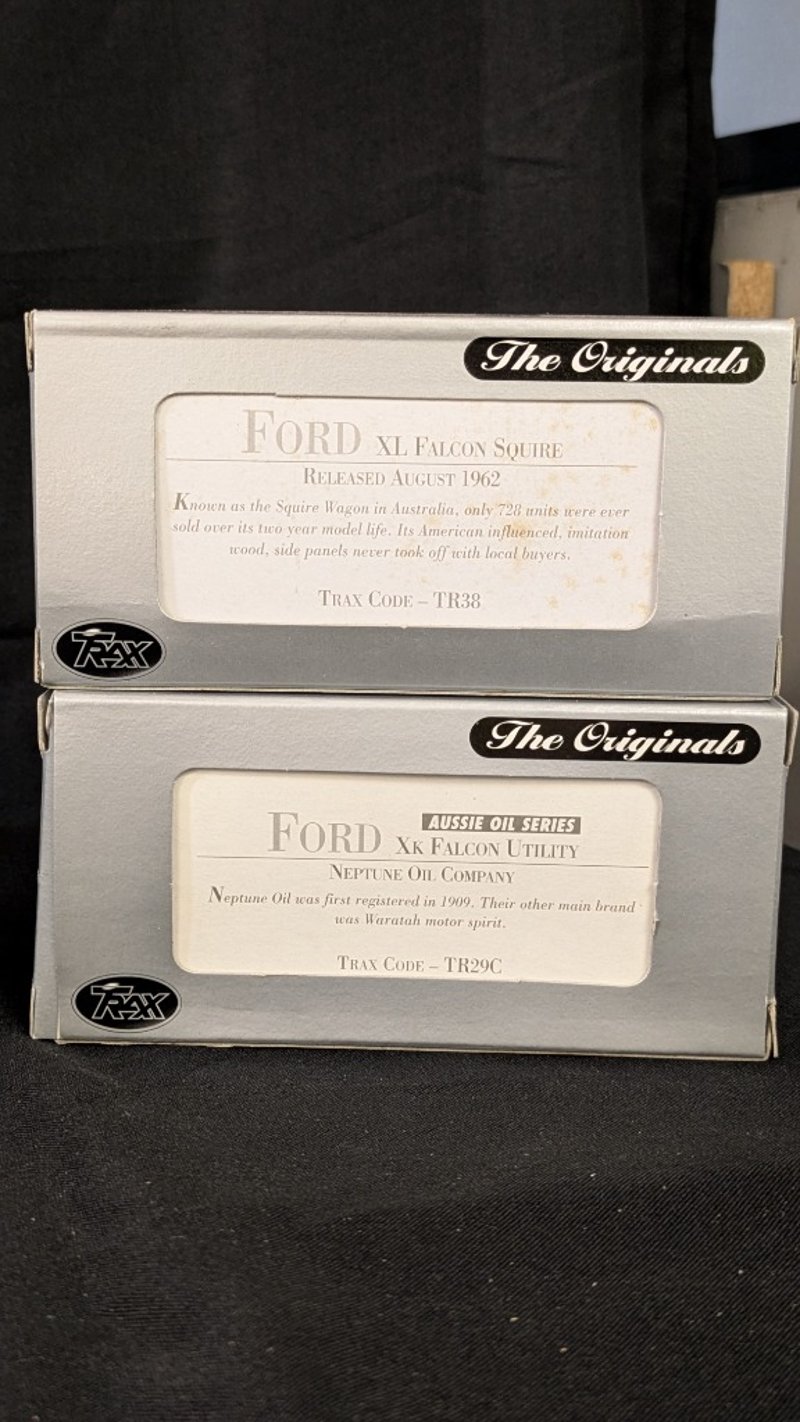 The Originals
FORD XL FALCON SQUIRE
RELEASED AUGUST 1962
Known as the Squire Wagon in Australia, only 728 units were ever
sold over its two year model life. Its American influenced, imitation
wood, side panels never took off with local buyers.
TRAX CODE – TR38
TRAX
The Originals
AUSSIE OIL SERIES
FORD XK FALCON UTILITY
NEPTUNE OIL COMPANY
Neptune Oil was first registered in 1909. Their other main brand
was Waratah motor spirit.
TRAX CODE – TR29C
TRAX